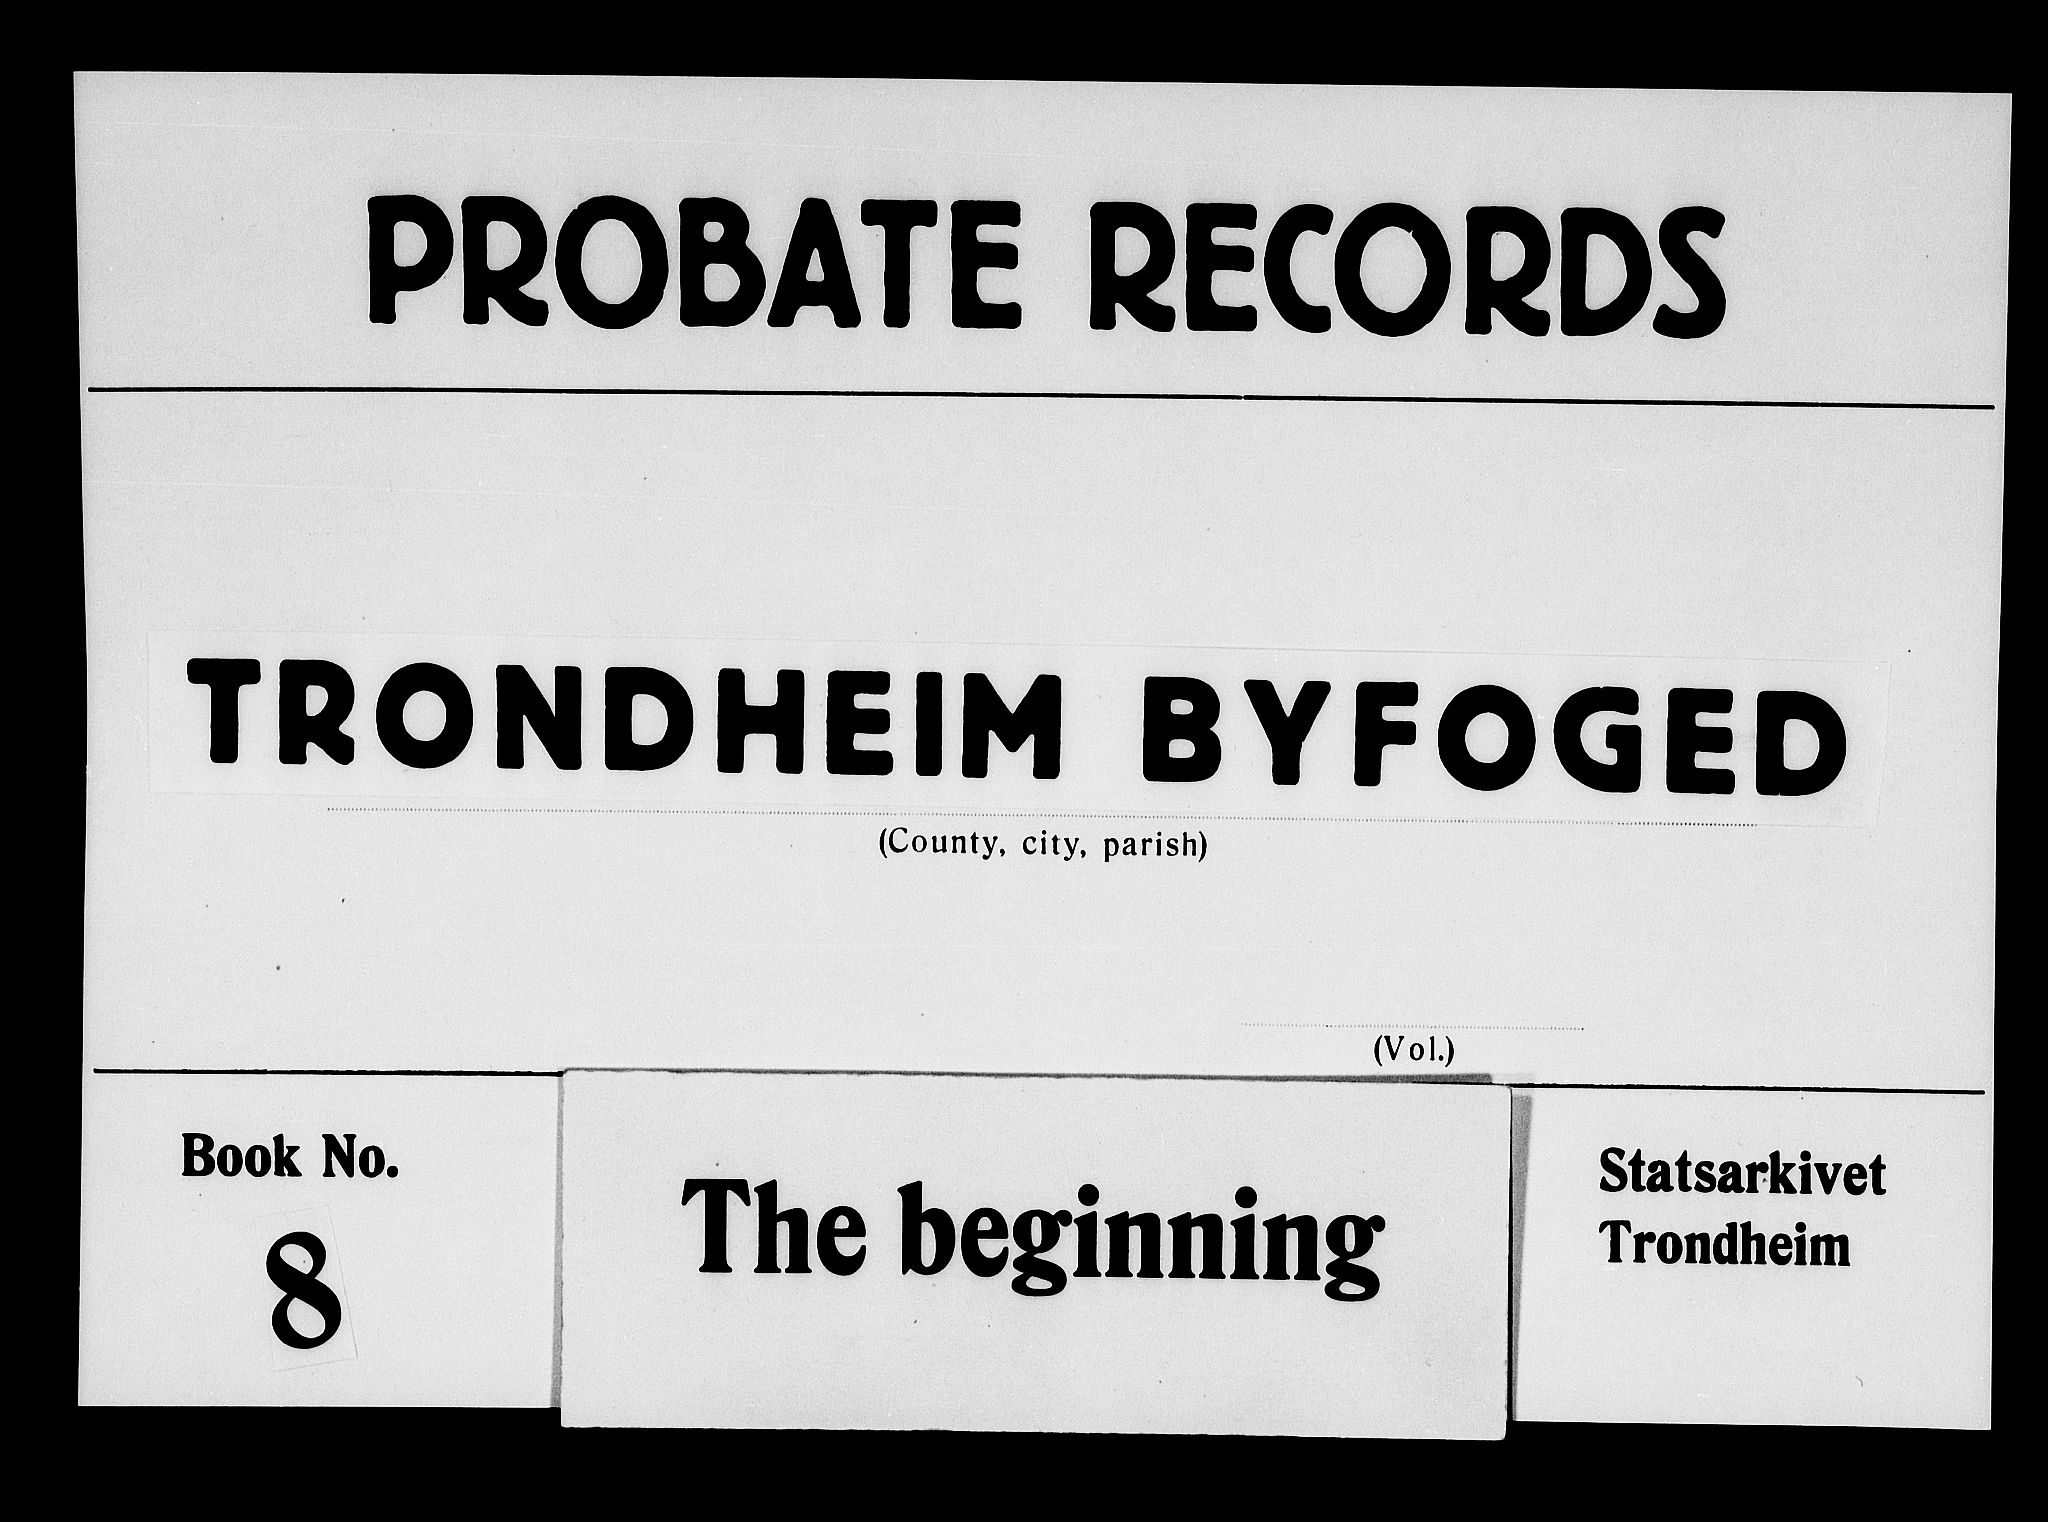 PROBATE RECORDS
TRONDHEIM BYFOGED
(County, city, parish)
(Vol.)
Book No.
8
The beginning
Statsarkivet
Trondheim